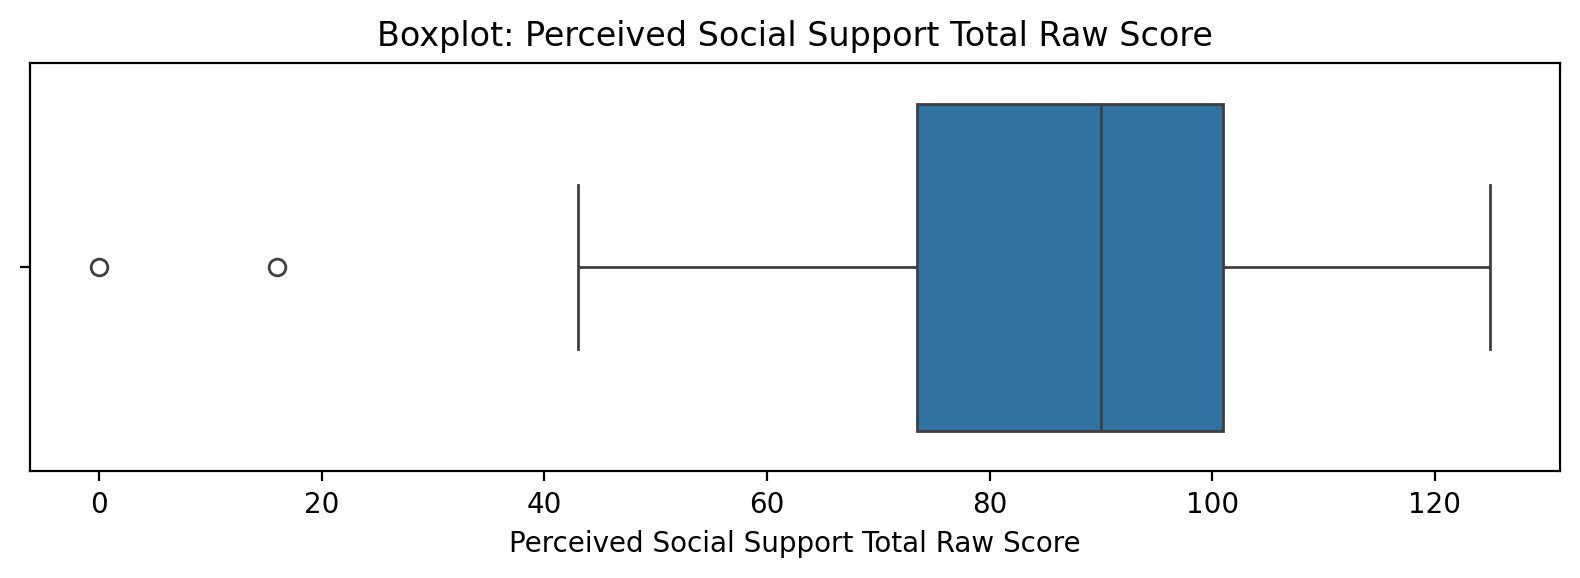 Boxplot: Perceived Social Support Total Raw Score
0 20 40 60 80 100 120
Perceived Social Support Total Raw Score